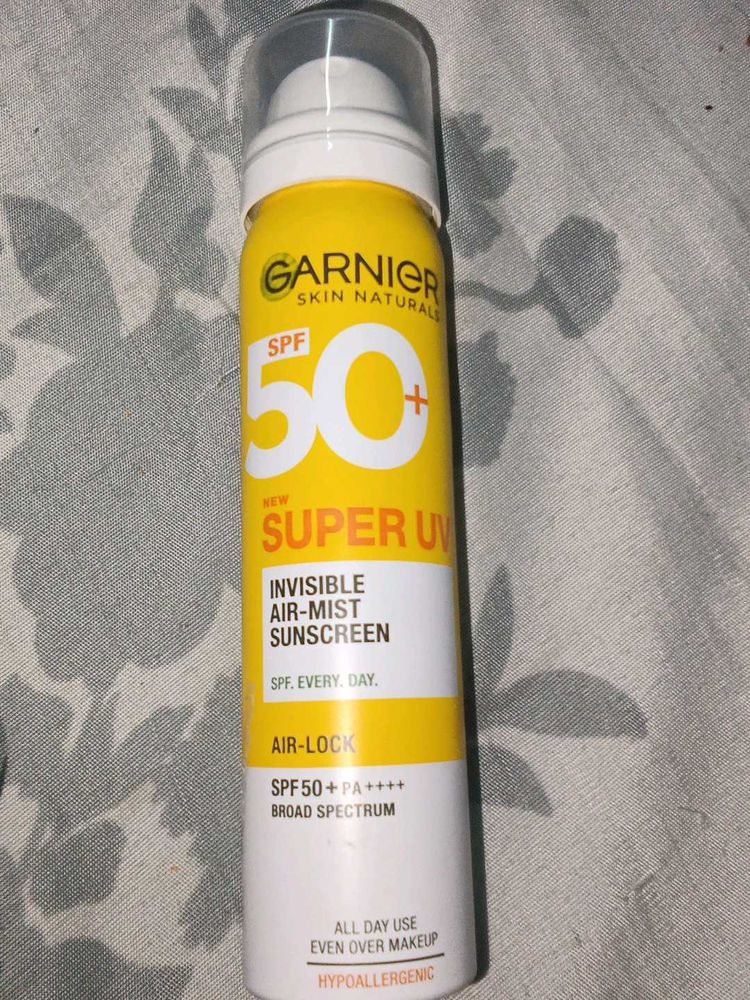 GARNIER
SKIN NATURALS
SPF
50+
NEW
SUPER UV
INVISIBLE
AIR-MIST
SUNSCREEN
SPF. EVERY. DAY.
AIR-LOCK
SPF50+ PA++++
BROAD SPECTRUM
ALL DAY USE
EVEN OVER MAKEUP
HYPOALLERGENIC